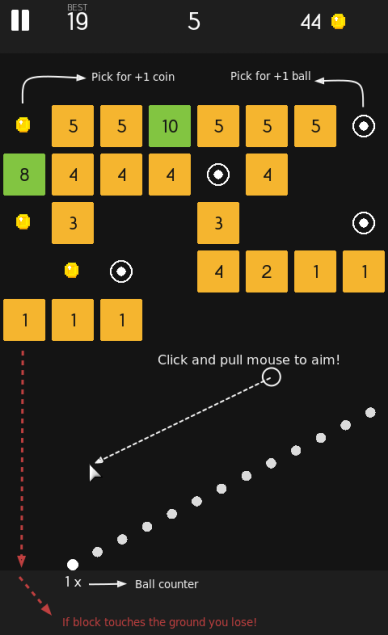 BEST
19 5 44
Pick for +1 coin Pick for +1 ball
5 5 10 5 5 5
8 4 4 4 4
3 3
4 2 1 1
1 1 1
Click and pull mouse to aim!
1 x Ball counter
If block touches the ground you lose!